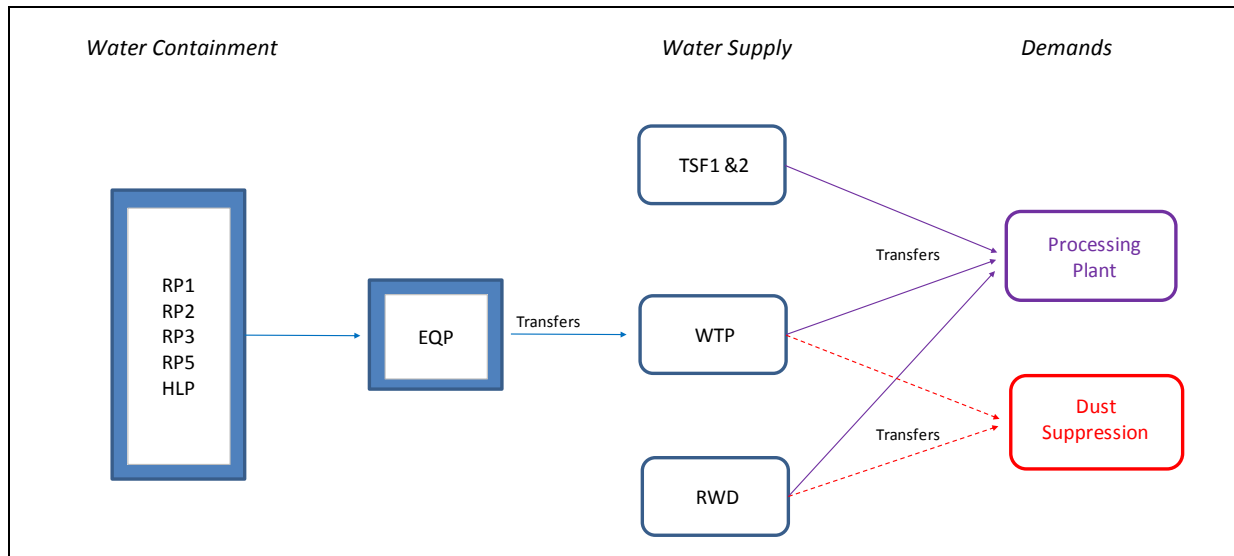 Water Containment
Water Supply
Demands
TSF1 &2
Processing
Plant
Transfers
RP1
RP2
RP3
RP5
HLP
EQP
Transfers
WTP
Dust
Suppression
Transfers
RWD